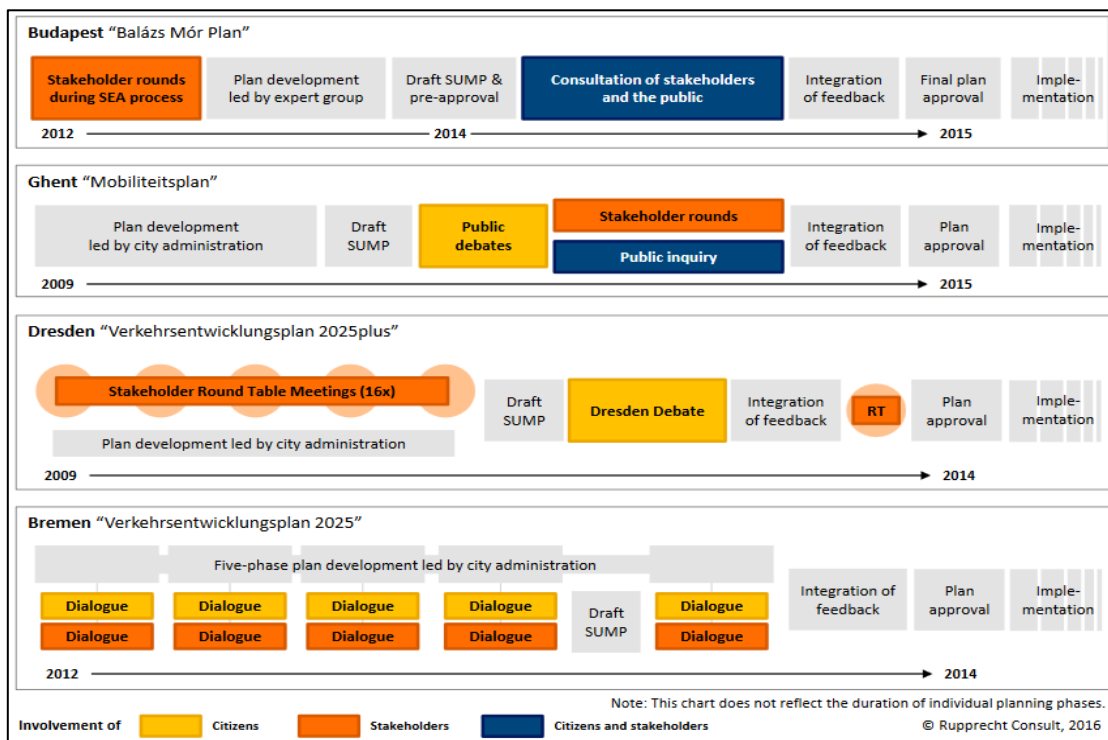 Budapest “Balázs Mór Plan”
Stakeholder rounds
during SEA process
Plan development
led by expert group
Draft SUMP &
pre-approval
Consultation of stakeholders
and the public
Integration
of feedback
Final plan
approval
Imple-
mentation
2012
2014
2015
Ghent “Mobiliteitsplan”
Plan development
led by city administration
Draft
SUMP
Public
debates
Stakeholder rounds
Public inquiry
Integration
of feedback
Plan
approval
Imple-
mentation
2009
2015
Dresden “Verkehrsentwicklungsplan 2025plus”
Stakeholder Round Table Meetings (16x)
Plan development led by city administration
Draft
SUMP
Dresden Debate
Integration
of feedback
RT
Plan
approval
Imple-
mentation
2009
2014
Bremen “Verkehrsentwicklungsplan 2025”
Five-phase plan development led by city administration
Dialogue
Dialogue
Dialogue
Dialogue
Dialogue
Dialogue
Dialogue
Dialogue
Draft
SUMP
Dialogue
Dialogue
Integration of
feedback
Plan
approval
Imple-
mentation
2012
2014
Note: This chart does not reflect the duration of individual planning phases.
Involvement of
Citizens
Stakeholders
Citizens and stakeholders
© Rupprecht Consult, 2016